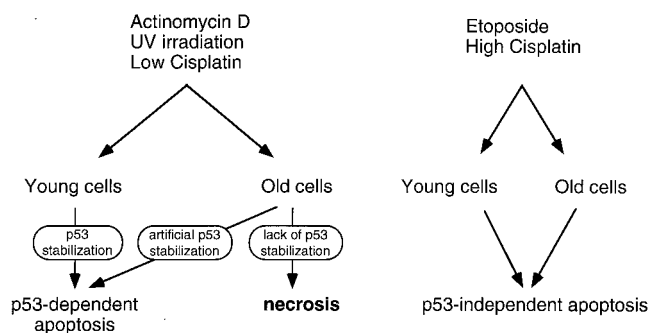 Actinomycin D
UV irradiation
Low Cisplatin
Etoposide
High Cisplatin
Young cells
Old cells
Young cells
Old cells
p53
stabilization
artificial p53
stabilization
lack of p53
stabilization
p53-dependent
apoptosis
necrosis
p53-independent apoptosis